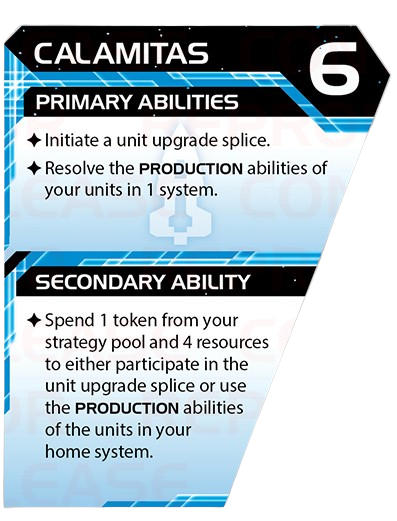 CALAMITAS
6
PRIMARY ABILITIES
Initiate a unit upgrade splice.
Resolve the PRODUCTION abilities of
your units in 1 system.
SECONDARY ABILITY
Spend 1 token from your
strategy pool and 4 resources
to either participate in the
unit upgrade splice or use
the PRODUCTION abilities
of the units in your
home system.